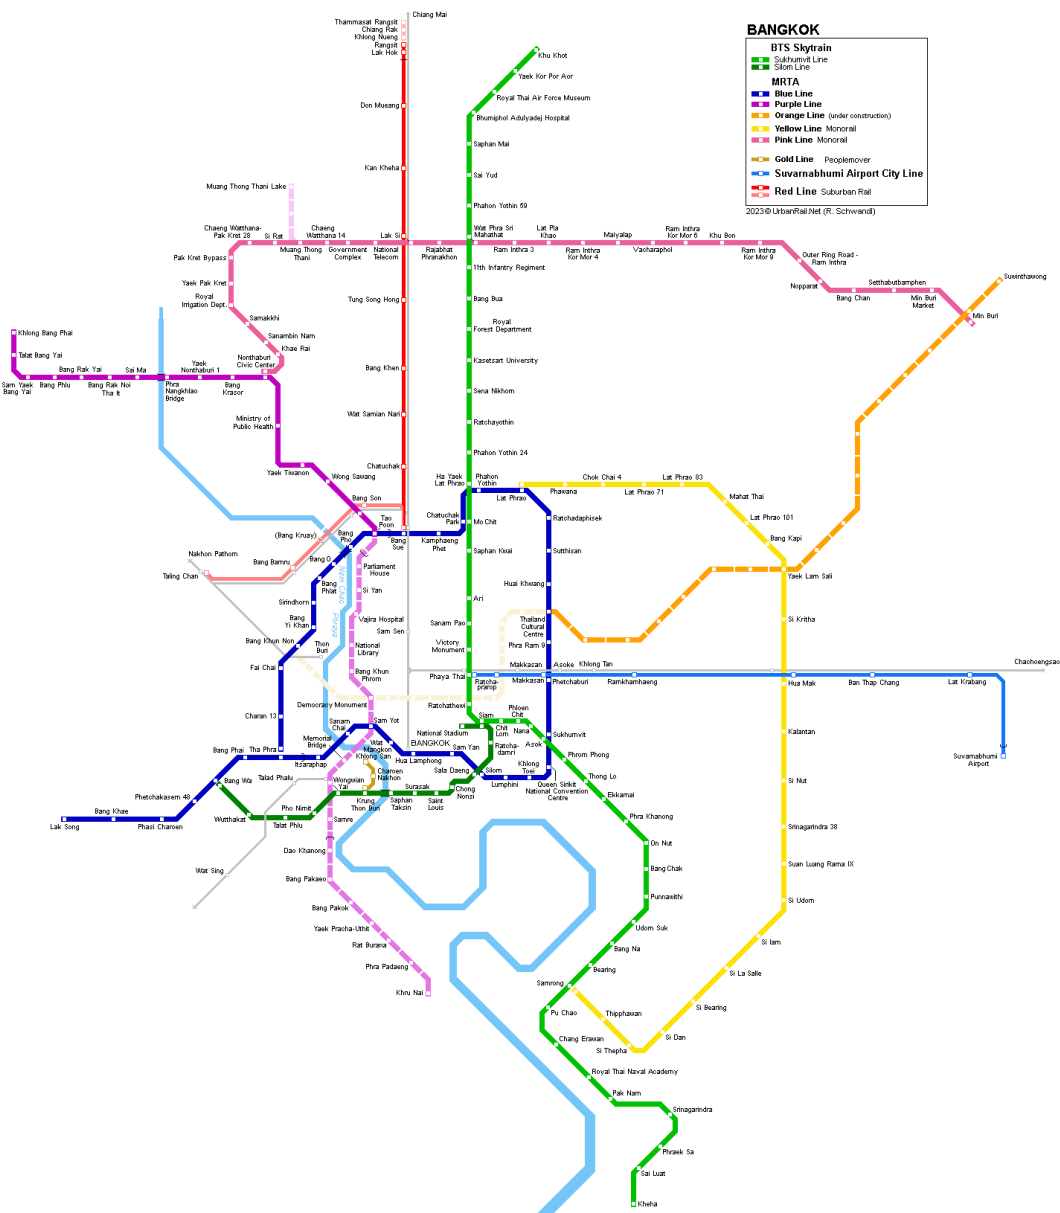 Chiang Mai
Thammasat Rangsit
Chiang Rak
Khlong Nueng
Rangsit
Lak Hok
Don Mueang
Kan Kheha
Khu Khot
Yaek Kor Por Aor
Royal Thai Air Force Museum
Bhumiphol Adulyadej Hospital
Saphan Mai
Sai Yud
Phahon Yothin 59
BANGKOK
BTS Skytrain
Sukhumvit Line
Silom Line
MRTA
Blue Line
Purple Line
Orange Line (under construction)
Yellow Line Monorail
Pink Line Monorail
Gold Line Peoplemover
Suvarnabhumi Airport City Line
Red Line Suburban Rail
2023 © UrbanRail.Net (R. Schwandl)
Muang Thong Thani Lake
Chaeng Watthana-
Pak Kret 28
Si Rat
Muang Thong
Thani
Chaeng
Watthana 14
Government
Complex
National
Telecom
Lak Si
Rajabhat
Phranakhon
Wat Phra Sri
Mahathat
Ram Inthra 3
Lat Pla
Khao
Ram Inthra
Kor Mor 4
Maiyalap
Vacharaphol
Ram Inthra
Kor Mor 6
Khu Bon
Ram Inthra
Kor Mor 9
Outer Ring Road -
Ram Inthra
Nopparat
Bang Chan
Setthabutbamphen
Min Buri
Market
Min Buri
Suwinthawong
Pak Kret Bypass
Yaek Pak Kret
Royal
Irrigation Dept.
Samakkhi
Sanambin Nam
Khae Rai
Nonthaburi
Civic Center
Tung Song Hong
Bang Khen
Wat Samian Nari
Chatuchak
11th Infantry Regiment
Bang Bua
Royal
Forest Department
Kasetsart University
Sena Nikhom
Ratchayothin
Phahon Yothin 24
Khlong Bang Phai
Talat Bang Yai
Sam Yaek
Bang Yai
Bang Phlu
Bang Rak Yai
Bang Rak Noi
Tha It
Sai Ma
Phra
Nangkhlao
Bridge
Yaek
Nonthaburi 1
Bang
Krasor
Ministry of
Public Health
Yaek Tiwanon
Wong Sawang
Bang Son
Tao
Poon
(Bang Kruay)
Bang
Pho
Bang Bamru
Nakhon Pathom
Taling Chan
Bang O
Bang
Phlat
Sirindhorn
Bang
Yi Khan
Bang Khun Non
Thon
Buri
Fai Chai
Charan 13
Nam Chao
Phraya
Bang
Sue
Kamphaeng
Phet
Chatuchak
Park
Mo Chit
Ha Yaek
Lat Phrao
Phahon
Yothin
Lat Phrao
Phawana
Chok Chai 4
Lat Phrao 71
Lat Phrao 83
Mahat Thai
Lat Phrao 101
Bang Kapi
Yaek Lam Sali
Ratchadaphisek
Sutthisan
Huai Khwang
Thailand
Cultural
Centre
Phra Ram 9
Saphan Kwai
Ari
Sanam Pao
Victory
Monument
Phaya Thai
Ratcha-
prarop
Ratchathewi
Parliament
House
Si Yan
Vajira Hospital
Sam Sen
National
Library
Bang Khun
Phrom
Democracy Monument
Makkasan
Asoke
Khlong Tan
Chachoengsao
Makkasan
Phetchaburi
Ramkhamhaeng
Hua Mak
Ban Thap Chang
Lat Krabang
Suvarnabhumi
Airport
Si Kritha
Kalantan
Si Nut
Srinagarindra 38
Suan Luang Rama IX
Si Udom
Si Iam
Si La Salle
Si Bearing
Si Dan
Si Thepha
Thipphawan
Siam
National Stadium
Chit
Lom
Phloen
Chit
Nana
Asok
Sukhumvit
Phrom Phong
Thong Lo
Ekkamai
Phra Khanong
On Nut
Bang Chak
Punnawithi
Udom Suk
Bang Na
Bearing
Samrong
Pu Chao
Chang Erawan
Royal Thai Naval Academy
Pak Nam
Srinagarindra
Phraek Sa
Sai Luat
Kheha
Sanam
Chai
Sam Yot
Memorial
Bridge
Wat
Mangkon
BANGKOK
Hua Lamphong
Sam Yan
Ratcha-
damri
Sala Daeng
Silom
Lumphini
Khlong
Toei
Queen Sirikit
National Convention
Centre
Khlong San
Charoen
Nakhon
Krung
Thon Buri
Wongwian
Yai
Saphan
Taksin
Surasak
Saint
Louis
Chong
Nonsi
Bang Phai
Tha Phra
Itsaraphap
Phetchakasem 48
Bang Wa
Talad Phalu
Pho Nimit
Talat Phlu
Wutthakat
Bang Khae
Lak Song
Phasi Charoen
Wat Sing
Samre
Dao Khanong
Bang Pakaeo
Bang Pakok
Yaek Pracha-Uthit
Rat Burana
Phra Padaeng
Khru Nai